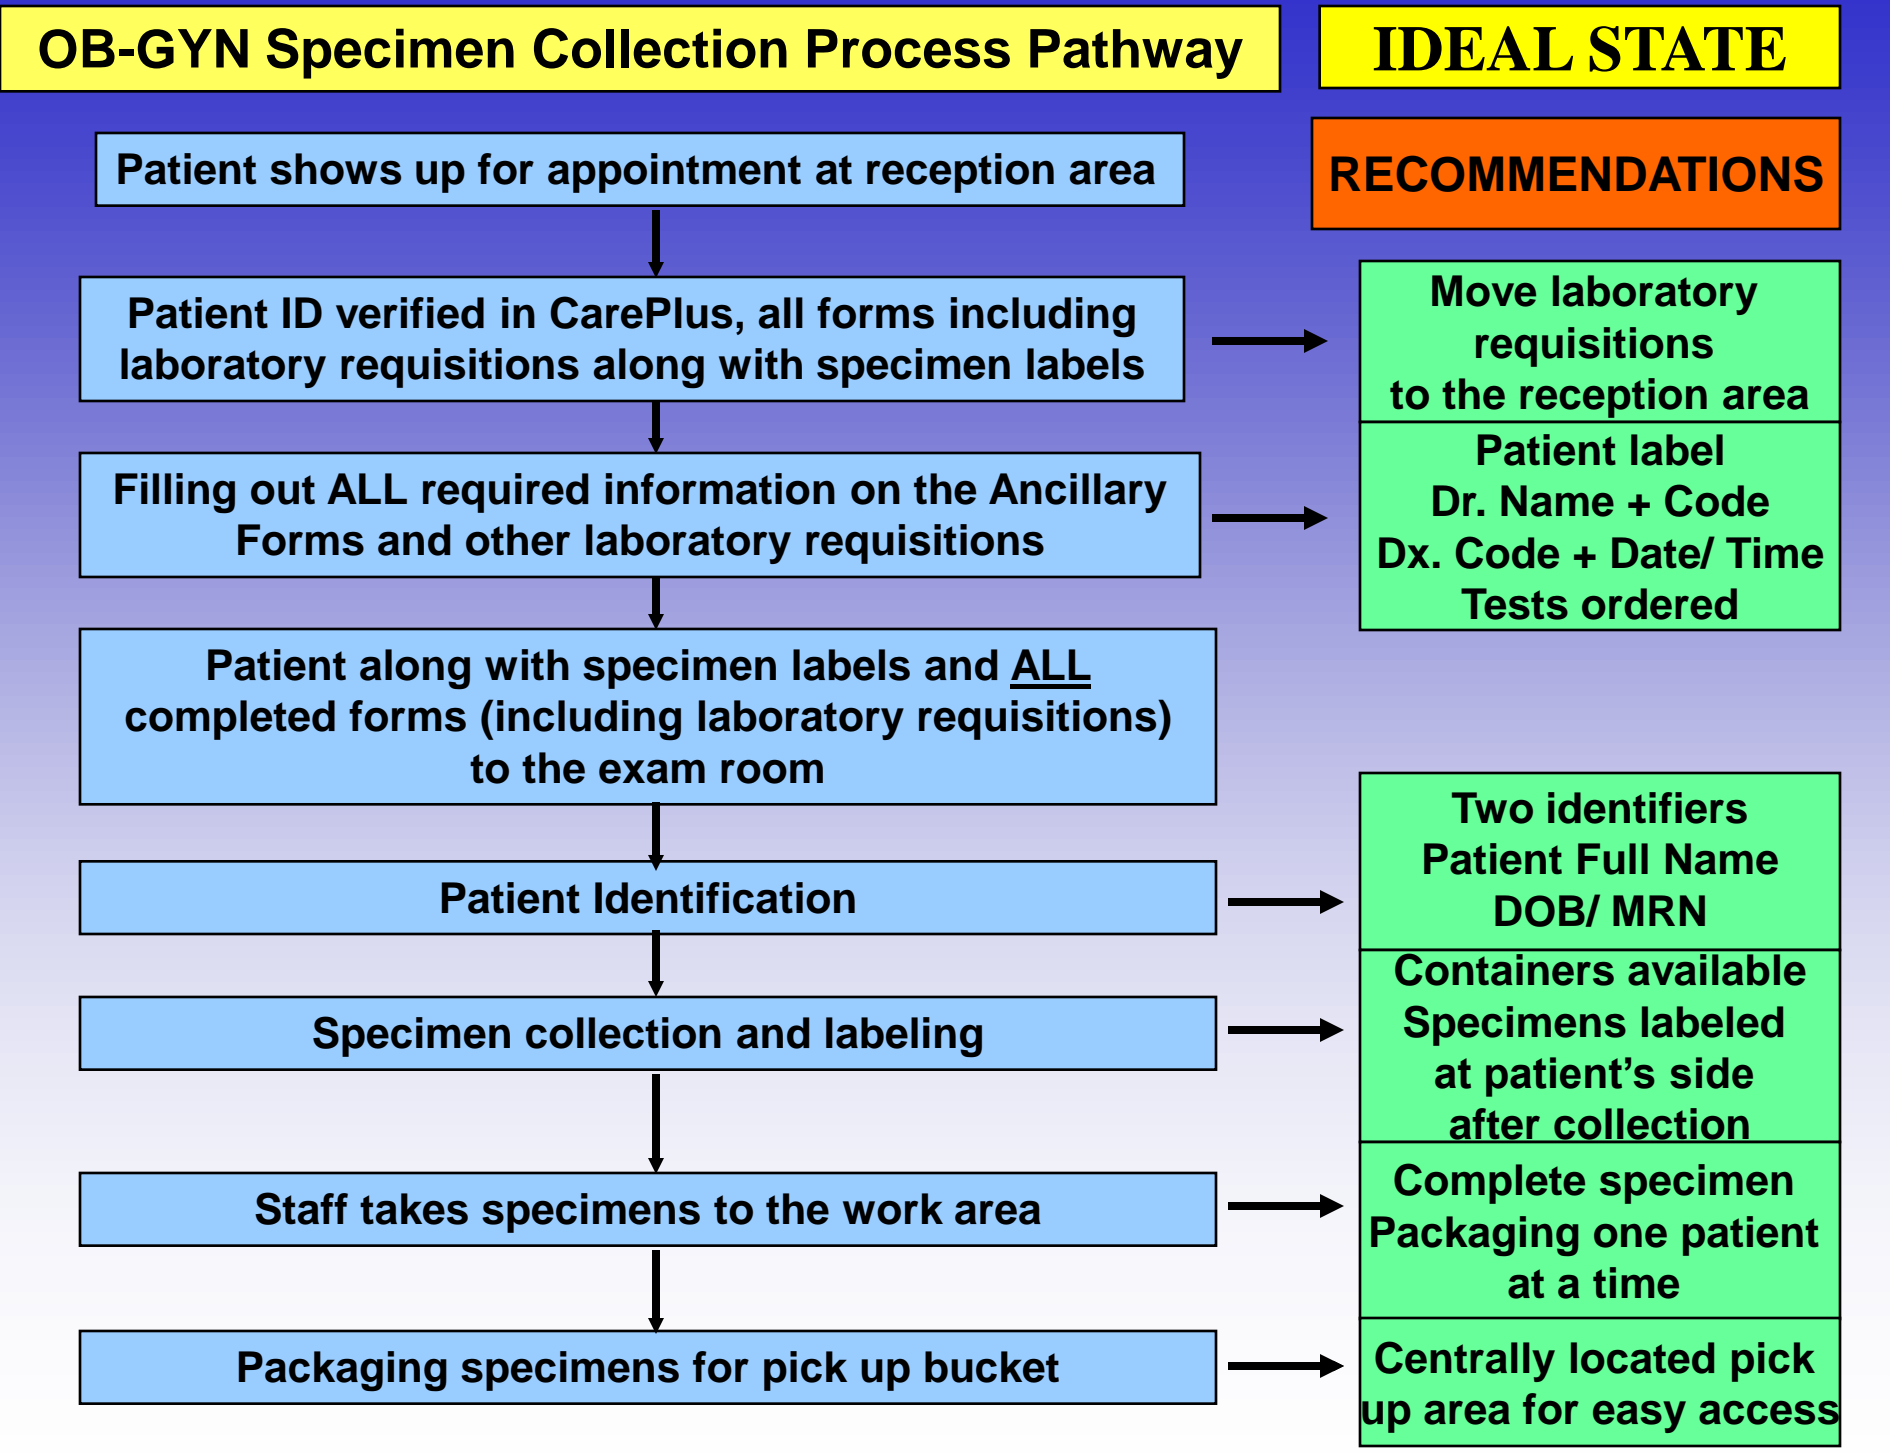 OB-GYN Specimen Collection Process Pathway
IDEAL STATE
Patient shows up for appointment at reception area
RECOMMENDATIONS
Patient ID verified in CarePlus, all forms including
laboratory requisitions along with specimen labels
Move laboratory
requisitions
to the reception area
Filling out ALL required information on the Ancillary
Forms and other laboratory requisitions
Patient label
Dr. Name + Code
Dx. Code + Date/ Time
Tests ordered
Patient along with specimen labels and ALL
completed forms (including laboratory requisitions)
to the exam room
Patient Identification
Two identifiers
Patient Full Name
DOB/ MRN
Specimen collection and labeling
Containers available
Specimens labeled
at patient’s side
after collection
Staff takes specimens to the work area
Complete specimen
Packaging one patient
at a time
Packaging specimens for pick up bucket
Centrally located pick
up area for easy access